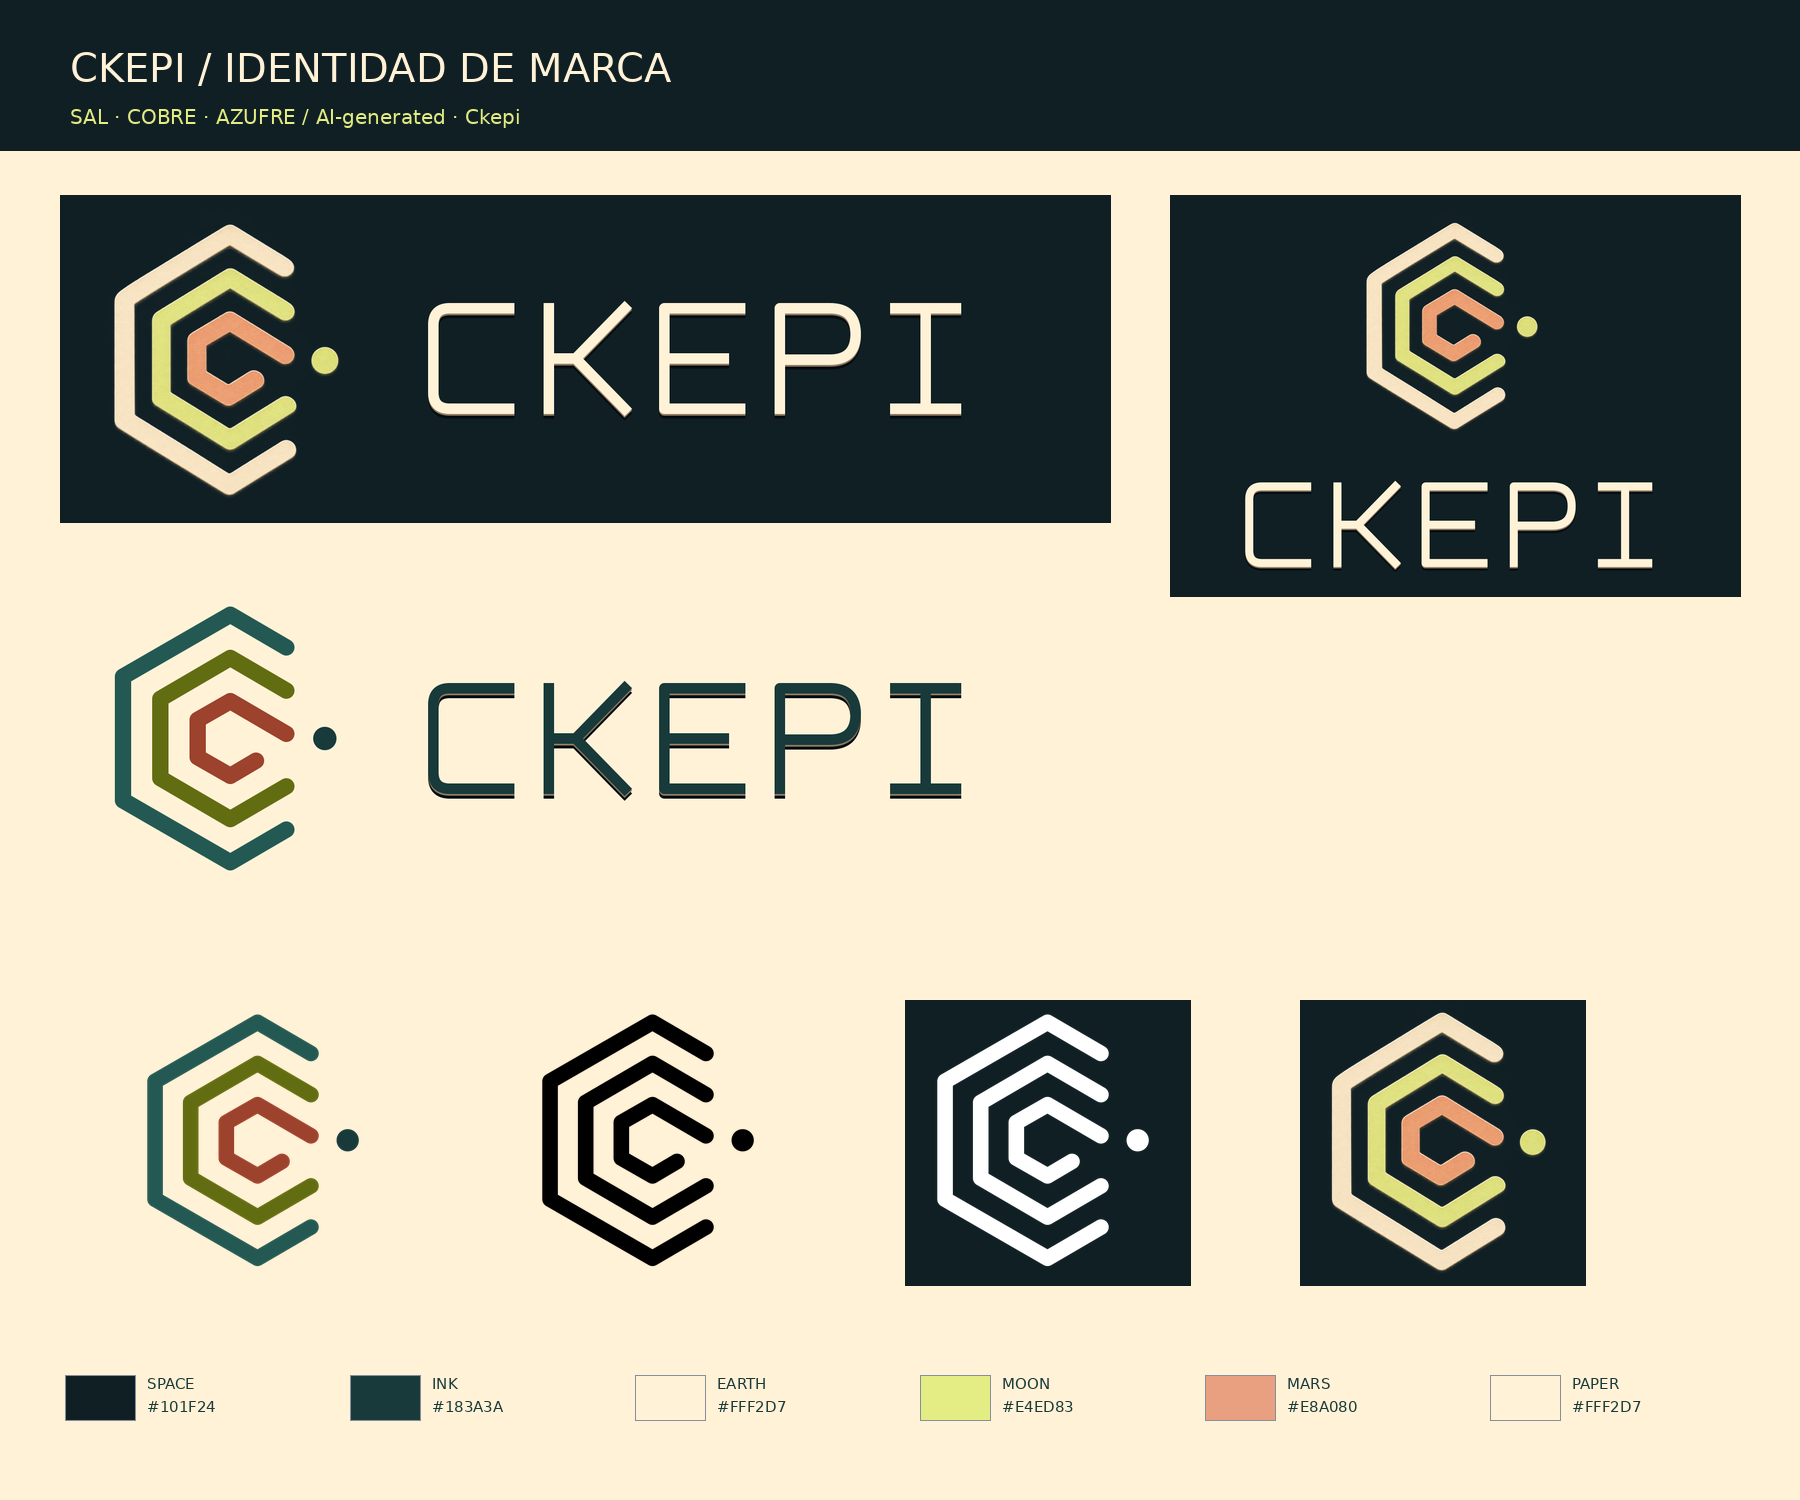 CKEPI / IDENTIDAD DE MARCA
SAL · COBRE · AZUFRE / AI-generated · Ckepi
CKEPI
CKEPI
CKEPI
SPACE
#101F24
INK
#183A3A
EARTH
#FFF2D7
MOON
#E4ED83
MARS
#E8A080
PAPER
#FFF2D7